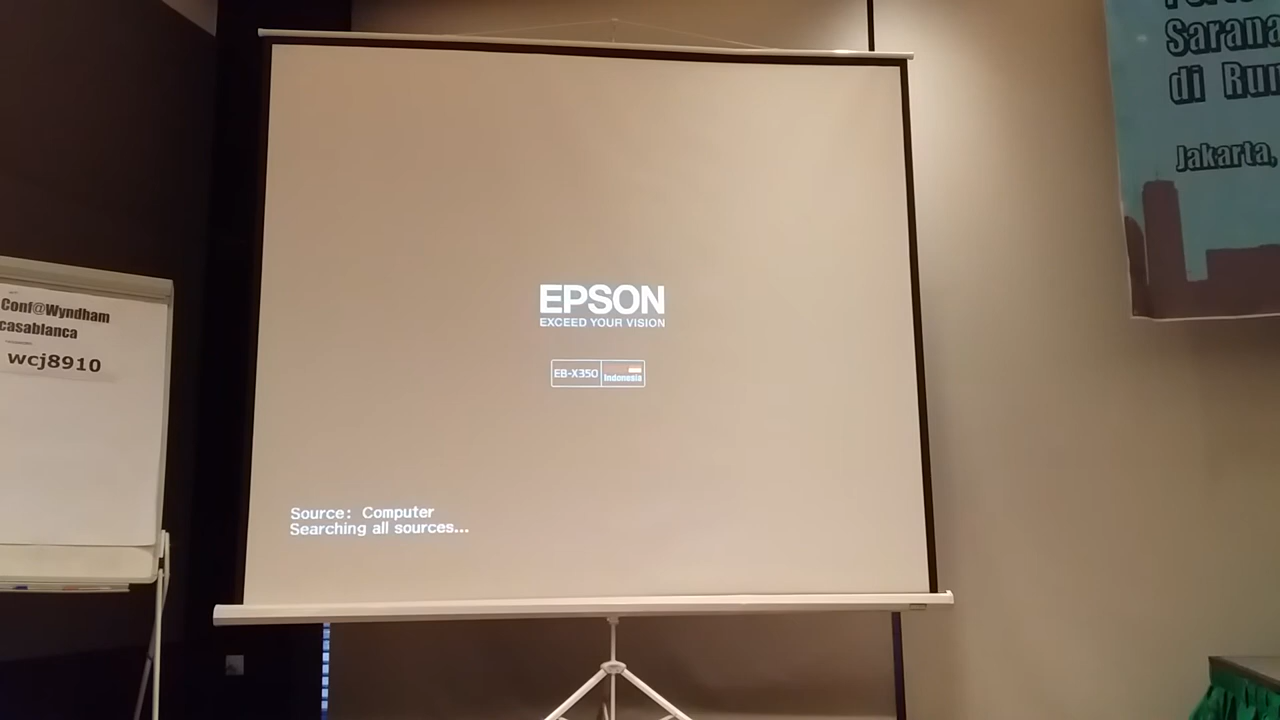 Conf@Wyndham
casablanca
wcj8910
EPSON
EXCEED YOUR VISION
EB-X350 Indonesia
Source: Computer
Searching all sources...
Sarana
di
Jakarta,